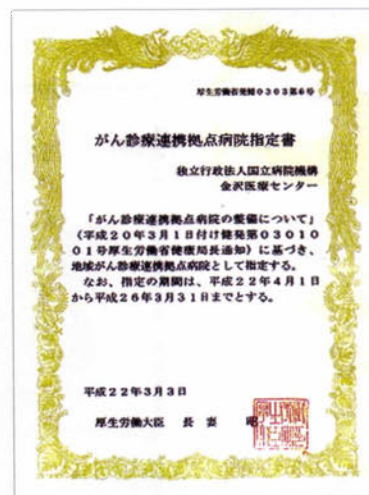 厚生労働省発健0303第6号
がん診療連携拠点病院指定書
独立行政法人国立病院機構
金沢医療センター
「がん診療連携拠点病院の整備について」
(平成20年3月1日付け健発第03010
01号厚生労働省健康局長通知)に基づき、
地域がん診療連携拠点病院として指定する。
なお、指定の期間は、平成22年4月1日
から平成26年3月31日までとする。
平成22年3月3日
厚生労働大臣 長妻 昭